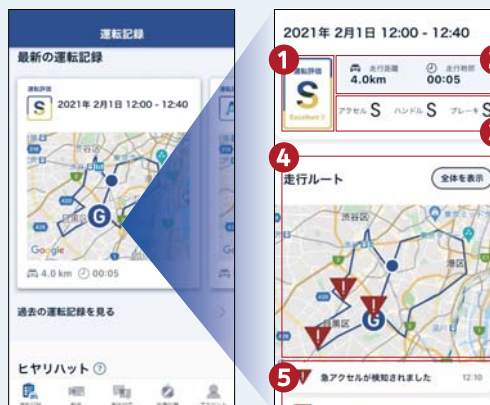 運転記録
最新の運転記録
運転評価
S
2021年 2月1日 12:00 - 12:40
渋谷区
目黒区
G
Google
4.0 km 00:05
過去の運転記録を見る
ヒヤリハット ?
2021年 2月1日 12:00 - 12:40
1
運転評価
S
Excellent !!
走行距離
4.0km
走行時間
00:05
アクセル S ハンドル S ブレーキ S
4
走行ルート
全体を表示
渋谷区
港区
目黒区
G
5
急アクセルが検知されました 12:10